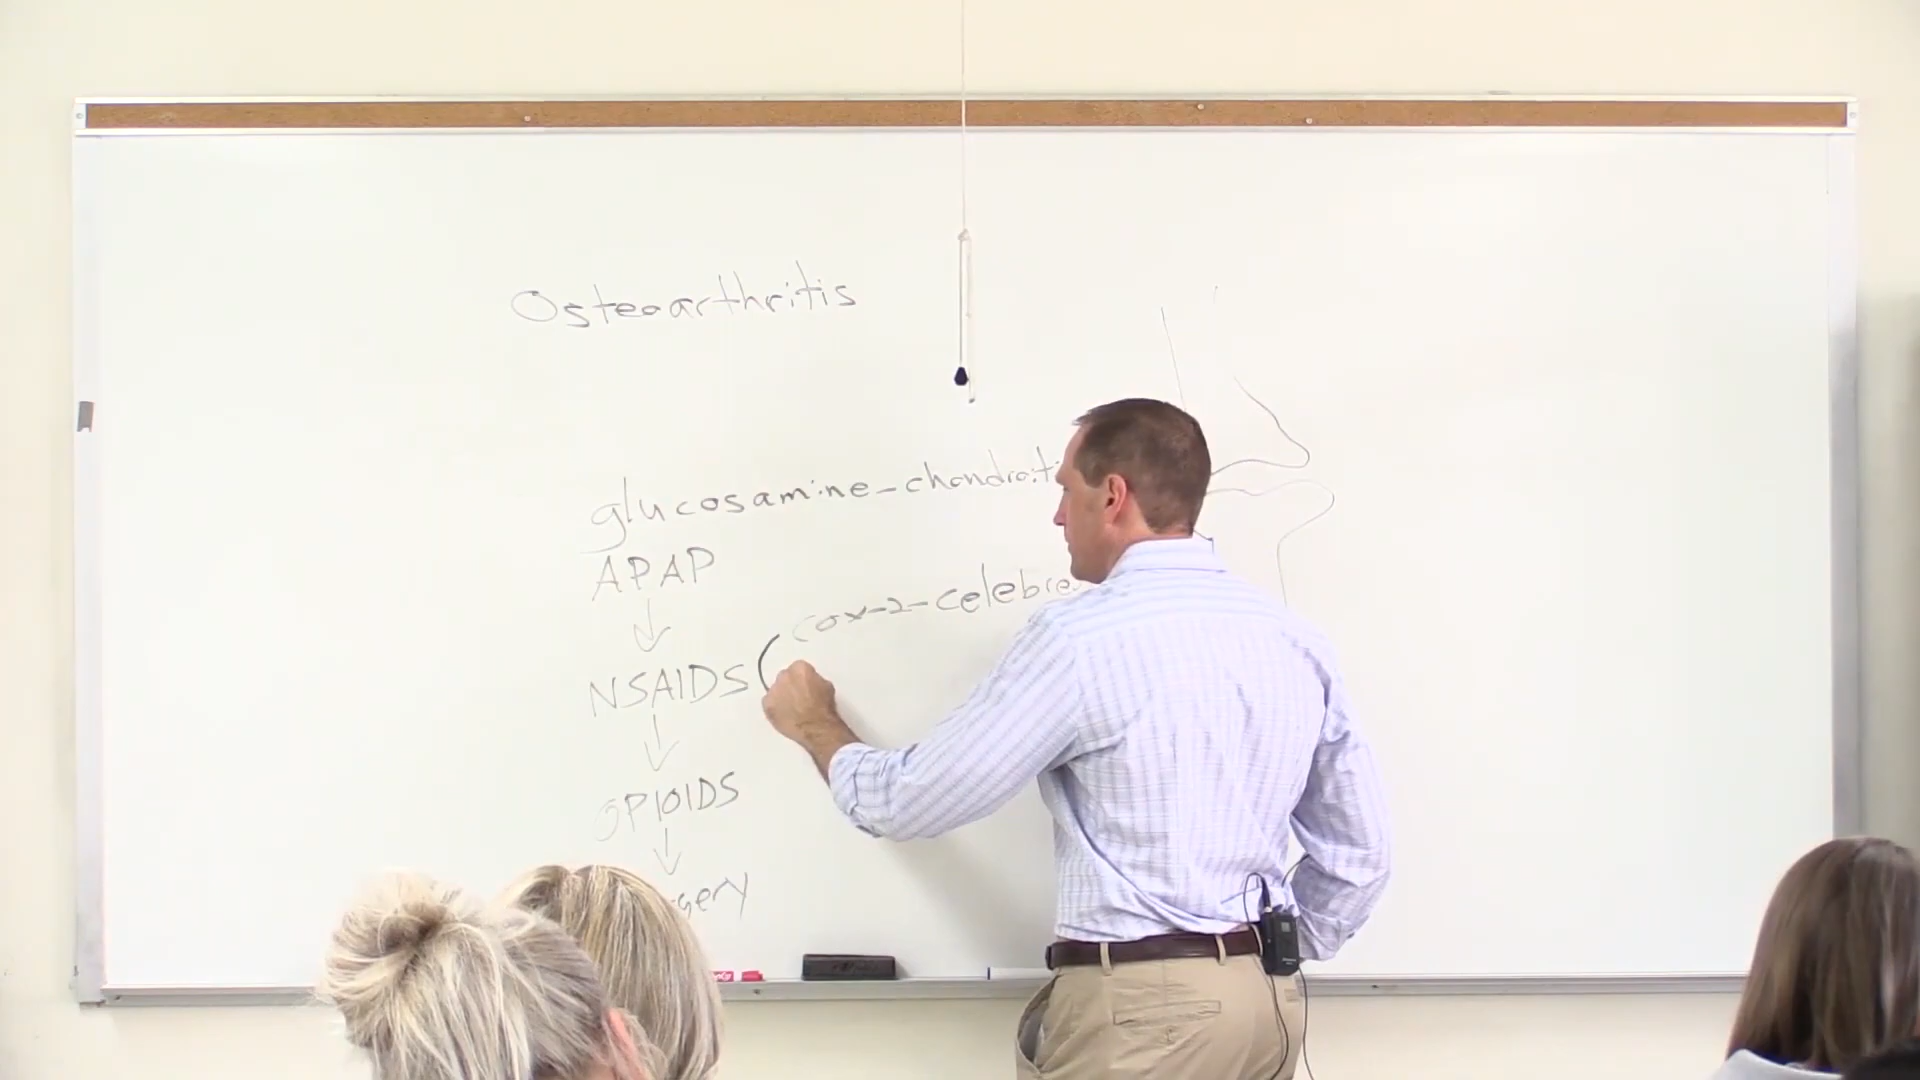 Osteoarthritis
glucosamine-chondroit
APAP
cox-2-celebre
NSAIDS (
OPIOIDS
gery